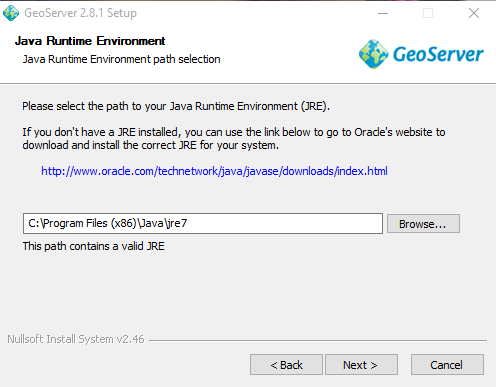 GeoServer 2.8.1 Setup
Java Runtime Environment
Java Runtime Environment path selection
GeoServer
Please select the path to your Java Runtime Environment (JRE).
If you don't have a JRE installed, you can use the link below to go to Oracle's website to
download and install the correct JRE for your system.
http://www.oracle.com/technetwork/java/javase/downloads/index.html
C:\Program Files (x86)\Java\jre7
Browse...
This path contains a valid JRE
Nullsoft Install System v2.46
< Back
Next >
Cancel